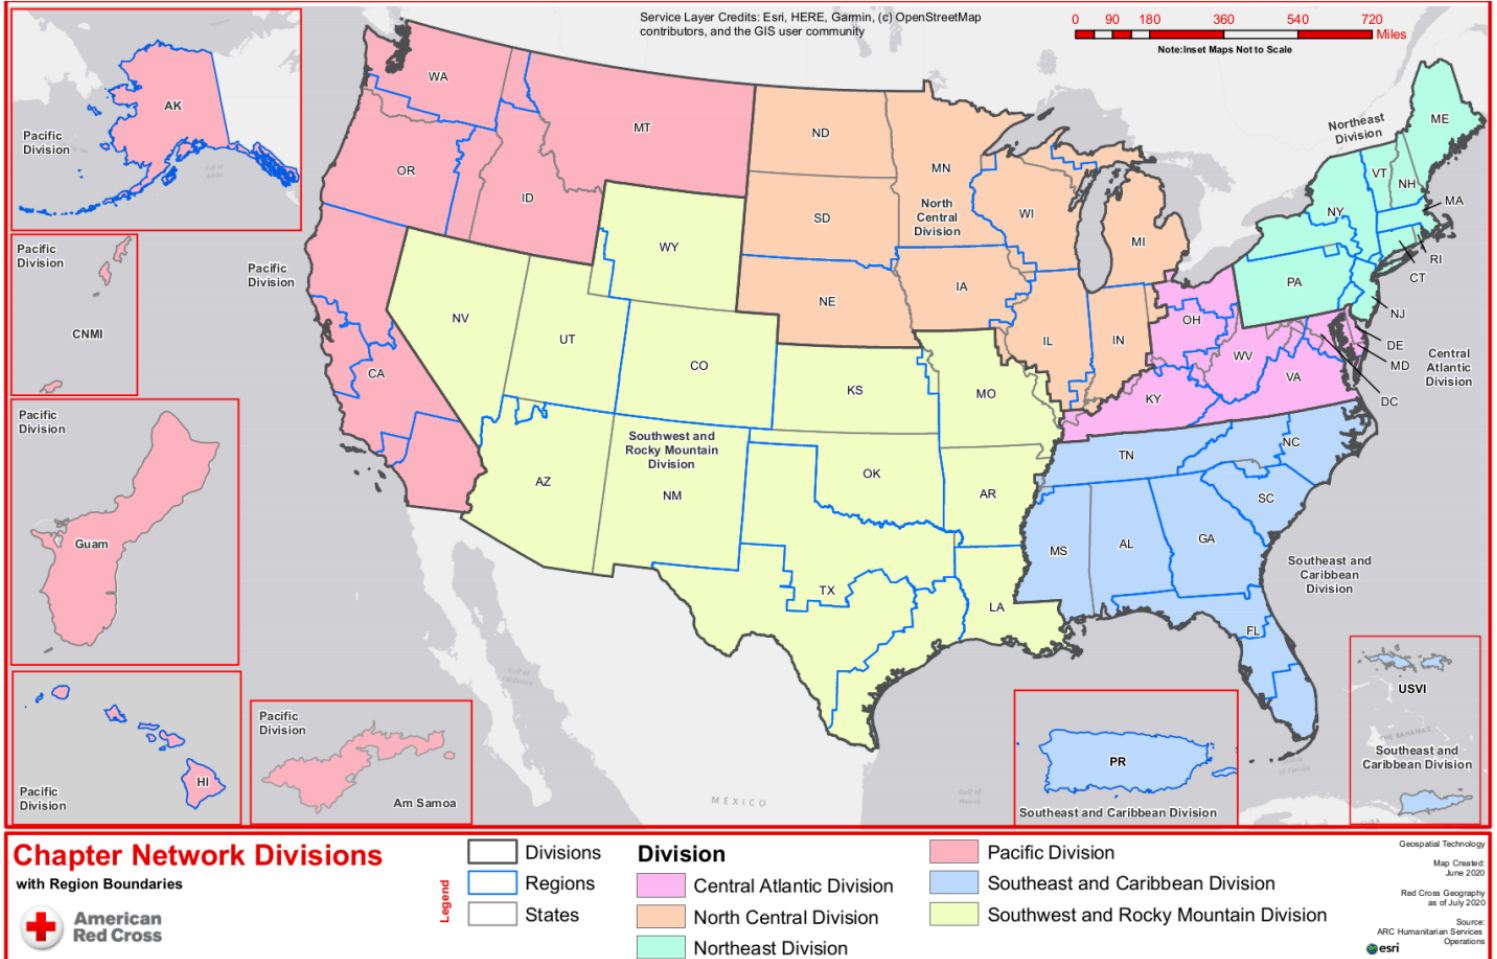 Service Layer Credits: Esri, HERE, Garmin, (c) OpenStreetMap
contributors, and the GIS user community
0 90 180 360 540 720
Miles
Note:Inset Maps Not to Scale
AK
Pacific
Division
Pacific
Division
CNMI
Pacific
Division
Guam
Pacific
Division
HI
Pacific
Division
Am Samoa
Pacific
Division
WA
OR
ID
MT
CA
NV
UT
WY
CO
AZ
NM
Southwest and
Rocky Mountain
Division
KS
OK
TX
MO
AR
LA
ND
SD
NE
MN
North
Central
Division
IA
WI
MI
IL
IN
OH
WV
KY
VA
Central
Atlantic
Division
DE
MD
DC
Northeast
Division
ME
VT
NH
MA
NY
RI
CT
PA
NJ
TN
NC
SC
MS
AL
GA
FL
Southeast and
Caribbean
Division
PR
Southeast and Caribbean Division
USVI
THE BAHAMAS
Southeast and
Caribbean Division
Gulf of
California
MÉXICO
Gulf of
Mexico
Chapter Network Divisions
with Region Boundaries
American
Red Cross
Legend
Divisions
Regions
States
Division
Central Atlantic Division
North Central Division
Northeast Division
Pacific Division
Southeast and Caribbean Division
Southwest and Rocky Mountain Division
Geospatial Technology
Map Created:
June 2020
Red Cross Geography
as of July 2020
Source:
ARC Humanitarian Services
Operations
esri